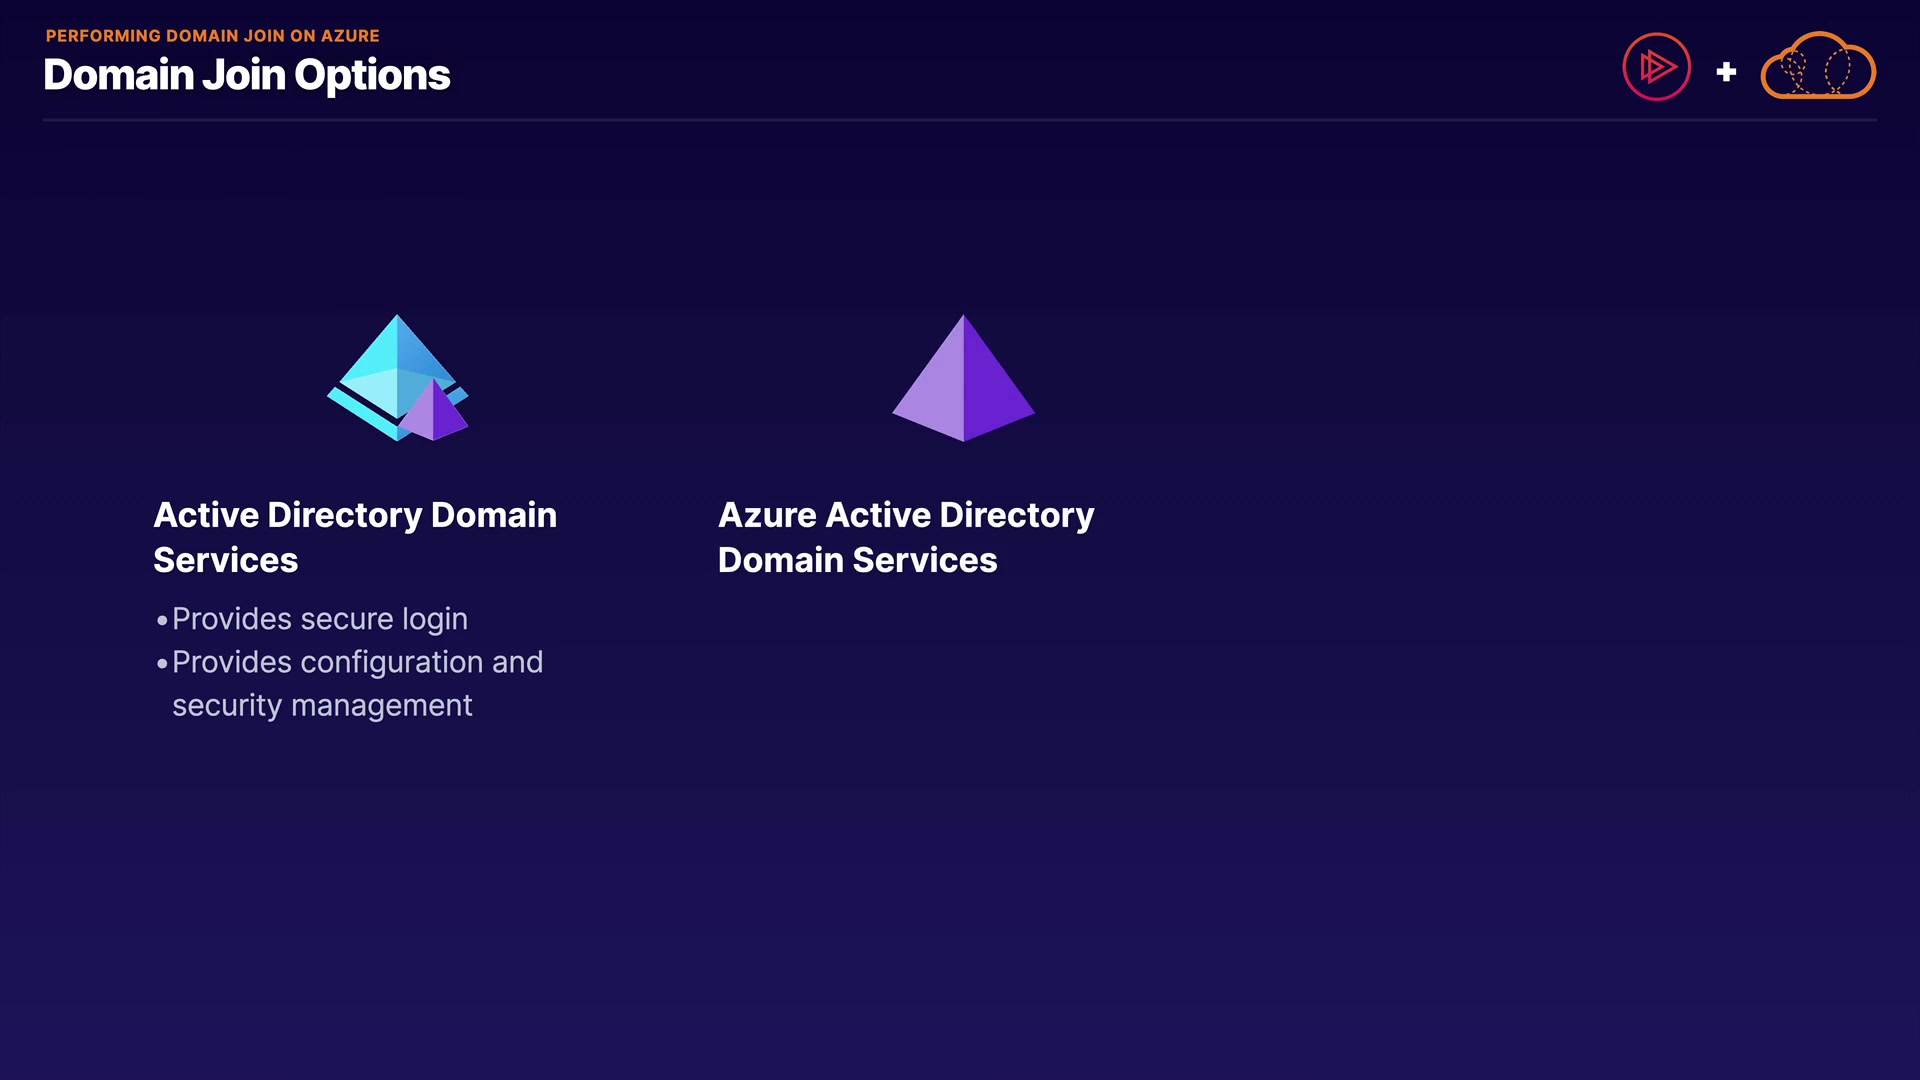 PERFORMING DOMAIN JOIN ON AZURE
Domain Join Options
Active Directory Domain
Services
•Provides secure login
•Provides configuration and
security management
Azure Active Directory
Domain Services